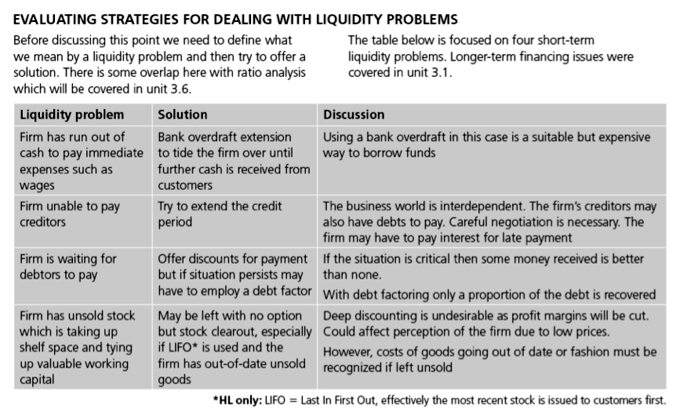 EVALUATING STRATEGIES FOR DEALING WITH LIQUIDITY PROBLEMS
Before discussing this point we need to define what
we mean by a liquidity problem and then try to offer a
solution. There is some overlap here with ratio analysis
which will be covered in unit 3.6.
The table below is focused on four short-term
liquidity problems. Longer-term financing issues were
covered in unit 3.1.
Liquidity problem
Solution
Discussion
Firm has run out of
cash to pay immediate
expenses such as
wages
Bank overdraft extension
to tide the firm over until
further cash is received from
customers
Using a bank overdraft in this case is a suitable but expensive
way to borrow funds
Firm unable to pay
creditors
Try to extend the credit
period
The business world is interdependent. The firm's creditors may
also have debts to pay. Careful negotiation is necessary. The
firm may have to pay interest for late payment
Firm is waiting for
debtors to pay
Offer discounts for payment
but if situation persists may
have to employ a debt factor
If the situation is critical then some money received is better
than none.
With debt factoring only a proportion of the debt is recovered
Firm has unsold stock
which is taking up
shelf space and tying
up valuable working
capital
May be left with no option
but stock clearout, especially
if LIFO* is used and the
firm has out-of-date unsold
goods
Deep discounting is undesirable as profit margins will be cut.
Could affect perception of the firm due to low prices.
However, costs of goods going out of date or fashion must be
recognized if left unsold
*HL only: LIFO = Last In First Out, effectively the most recent stock is issued to customers first.